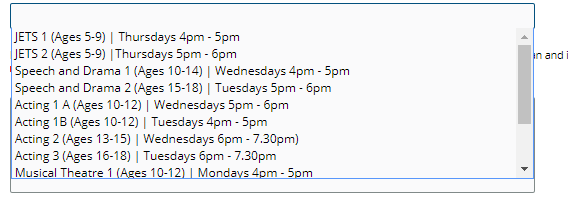 JETS 1 (Ages 5-9) | Thursdays 4pm - 5pm
JETS 2 (Ages 5-9) |Thursdays 5pm - 6pm
an and i
Speech and Drama 1 (Ages 10-14) | Wednesdays 4pm - 5pm
Speech and Drama 2 (Ages 15-18) | Tuesdays 5pm - 6pm
Acting 1 A (Ages 10-12) | Wednesdays 5pm - 6pm
Acting 1B (Ages 10-12) | Tuesdays 4pm - 5pm
Acting 2 (Ages 13-15) | Wednesdays 6pm - 7.30pm)
Acting 3 (Ages 16-18) | Tuesdays 6pm - 7.30pm
Musical Theatre 1 (Ages 10-12) | Mondays 4pm - 5pm